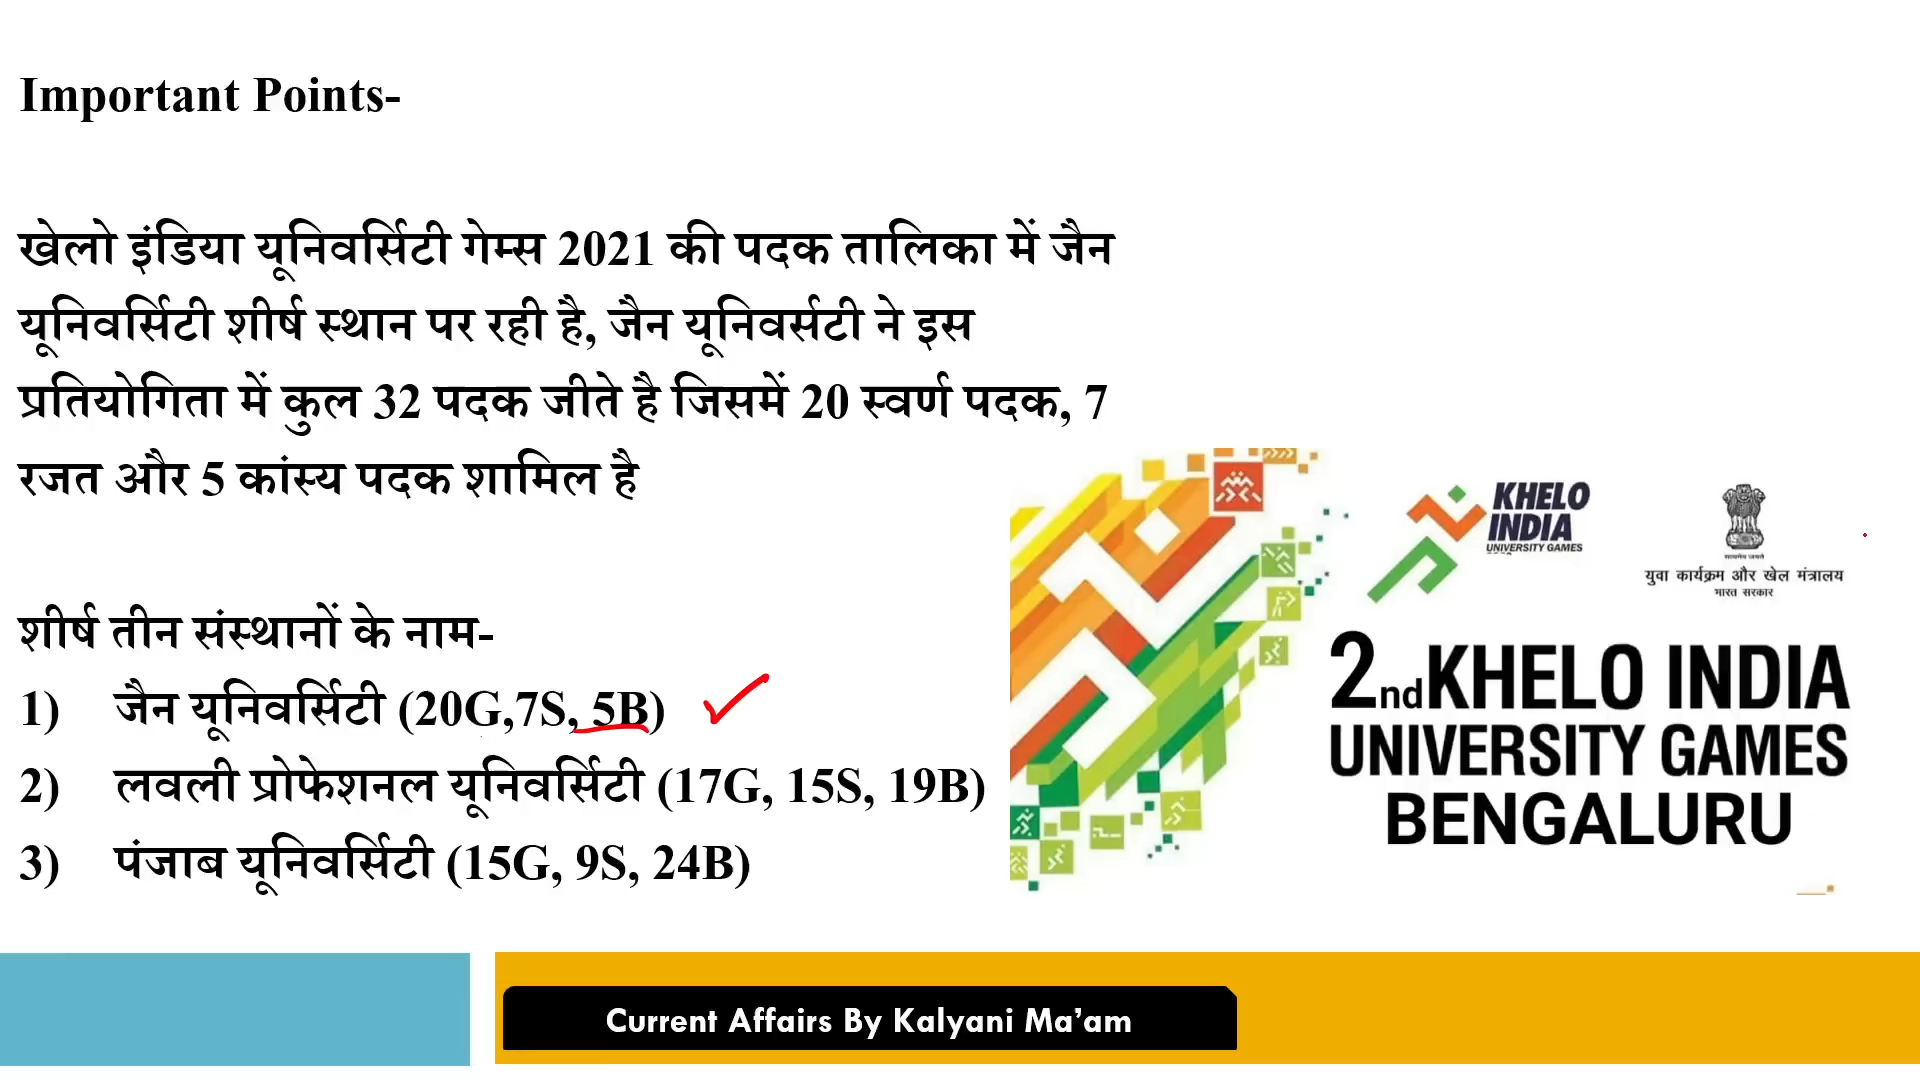 Important Points-
खेलो इंडिया यूनिवर्सिटी गेम्स 2021 की पदक तालिका में जैन
यूनिवर्सिटी शीर्ष स्थान पर रही है, जैन यूनिवर्सटी ने इस
प्रतियोगिता में कुल 32 पदक जीते है जिसमें 20 स्वर्ण पदक, 7
रजत और 5 कांस्य पदक शामिल है
शीर्ष तीन संस्थानों के नाम-
1) जैन यूनिवर्सिटी (20G,7S, 5B)
2) लवली प्रोफेशनल यूनिवर्सिटी (17G, 15S, 19B)
3) पंजाब यूनिवर्सिटी (15G, 9S, 24B)
KHELO
INDIA
UNIVERSITY GAMES
सत्यमेव जयते
युवा कार्यक्रम और खेल मंत्रालय
भारत सरकार
2nd KHELO INDIA
UNIVERSITY GAMES
BENGALURU
Current Affairs By Kalyani Ma’am